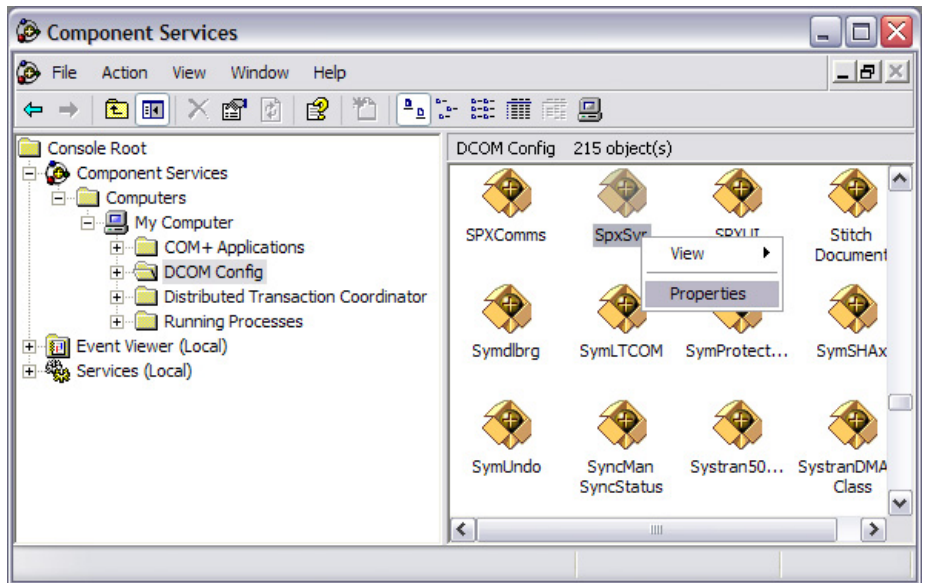 Component Services
File Action View Window Help
Console Root
Component Services
Computers
My Computer
COM+ Applications
DCOM Config
Distributed Transaction Coordinator
Running Processes
Event Viewer (Local)
Services (Local)
DCOM Config 215 object(s)
SPXComms SpxSvr SPXUI Stitch
Document
View
Properties
Symdlbrg SymLTCOM SymProtect... SymSHAx
SymUndo SyncMan Systran50... SystranDMA
SyncStatus Class